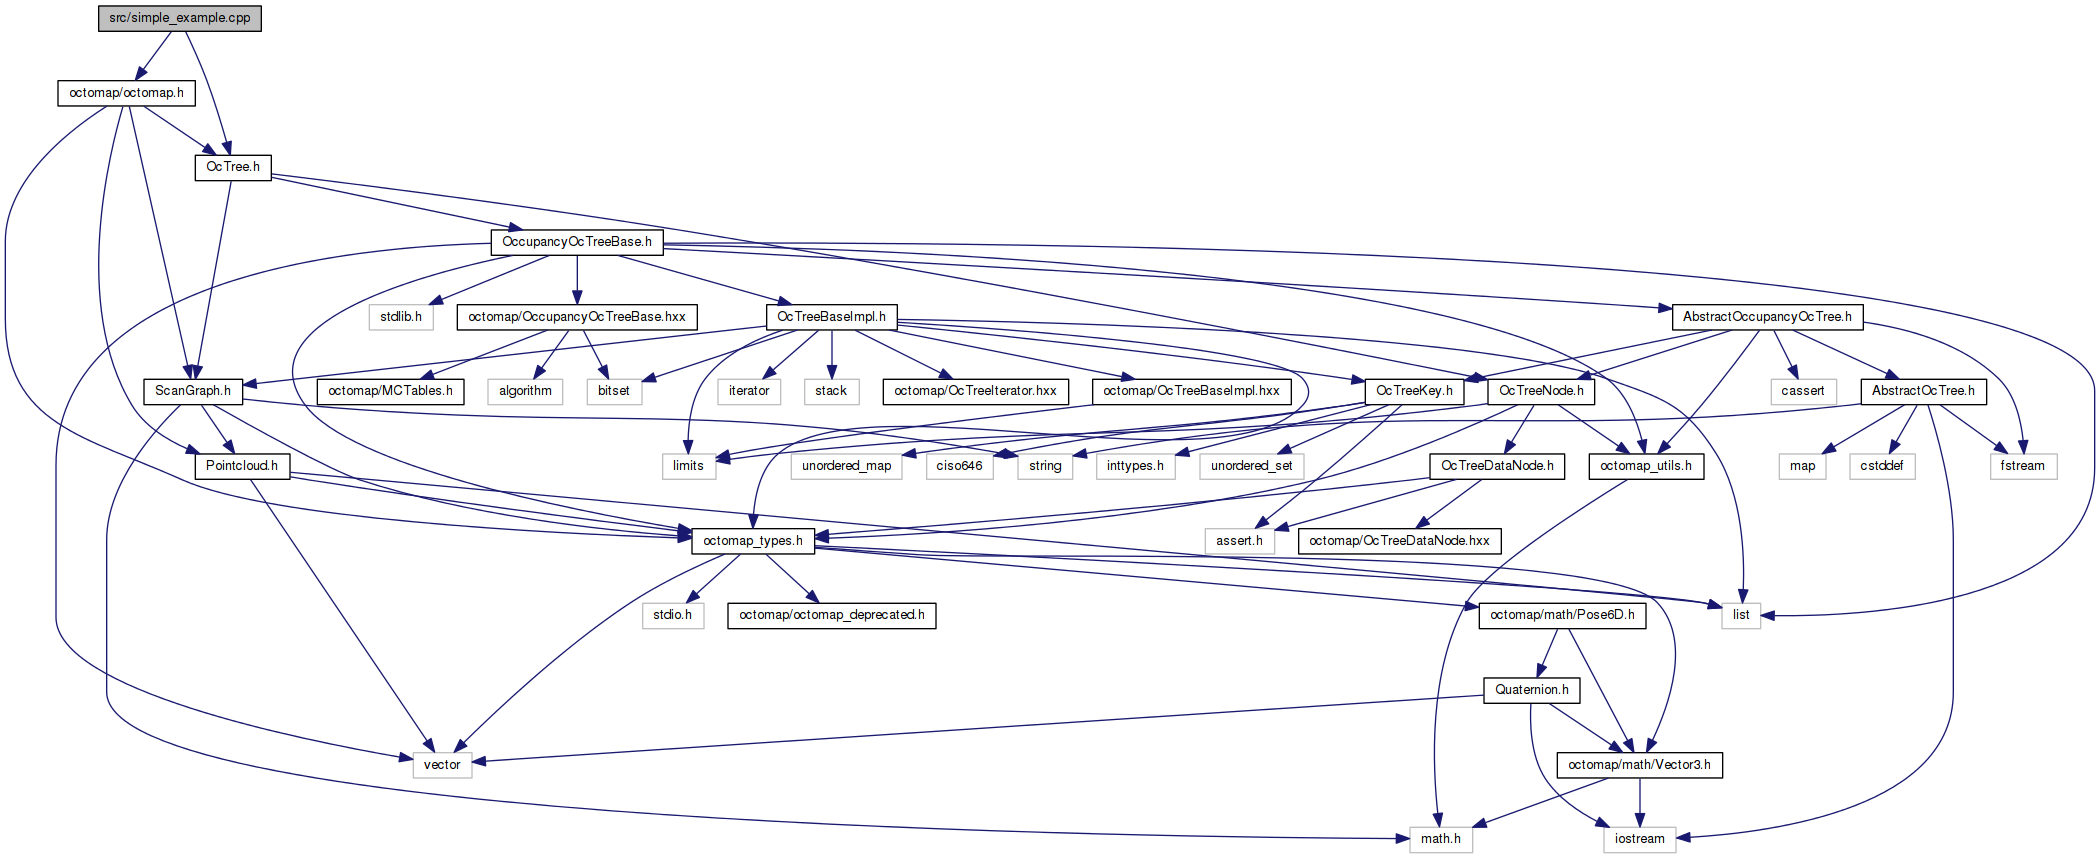 src/simple_example.cpp
octomap/octomap.h
OcTree.h
OccupancyOcTreeBase.h
stdlib.h
octomap/OccupancyOcTreeBase.hxx
OcTreeBaseImpl.h
AbstractOccupancyOcTree.h
ScanGraph.h
octomap/MCTables.h
algorithm
bitset
iterator
stack
octomap/OcTreeIterator.hxx
octomap/OcTreeBaseImpl.hxx
OcTreeKey.h
OcTreeNode.h
cassert
AbstractOcTree.h
Pointcloud.h
limits
unordered_map
ciso646
string
inttypes.h
unordered_set
OcTreeDataNode.h
octomap_utils.h
map
cstddef
fstream
octomap_types.h
assert.h
octomap/OcTreeDataNode.hxx
stdio.h
octomap/octomap_deprecated.h
octomap/math/Pose6D.h
list
Quaternion.h
vector
octomap/math/Vector3.h
math.h
iostream